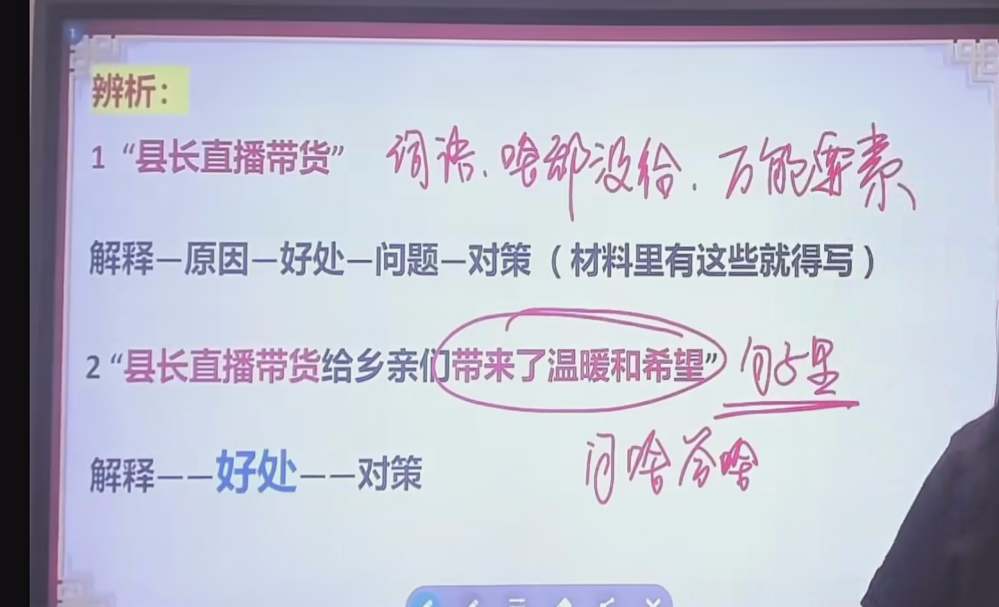 1
辨析：
1 “县长直播带货” 词语、啥都没给. 万能要素
解释—原因—好处—问题—对策（材料里有这些就得写）
2 “县长直播带货给乡亲们带来了温暖和希望” 句子里
问啥答啥
解释——好处——对策